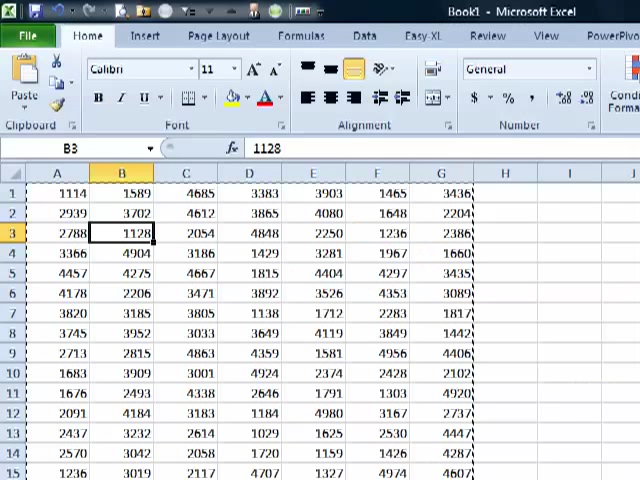 Book1 - Microsoft Excel
File Home Insert Page Layout Formulas Data Easy-XL Review View PowerPivo
Paste Calibri 11 A A General Condi
B I U A $ % , .00 Forma
Clipboard Font Alignment Number
B3 fx 1128
A B C D E F G H I J
1 1114 1589 4685 3383 3903 1465 3436
2 2939 3702 4612 3865 4080 1648 2204
3 2788 1128 2054 4848 2250 1236 2386
4 3366 4904 3186 1429 3281 1967 1660
5 4457 4275 4667 1815 4404 4297 3435
6 4178 2206 3471 3892 3526 4353 3089
7 3820 3185 3805 1138 1712 2283 1817
8 3745 3952 3033 3649 4119 3849 1442
9 2713 2815 4863 4359 1581 4956 4406
10 1683 3909 3001 4924 2374 2428 2102
11 1676 2493 4338 2646 1791 1303 4920
12 2091 4184 3183 1184 4980 3167 2737
13 2437 3232 2614 1029 1625 2530 4447
14 2570 3042 2058 1720 1159 1426 4287
15 1236 3019 2117 4707 1327 4974 4607